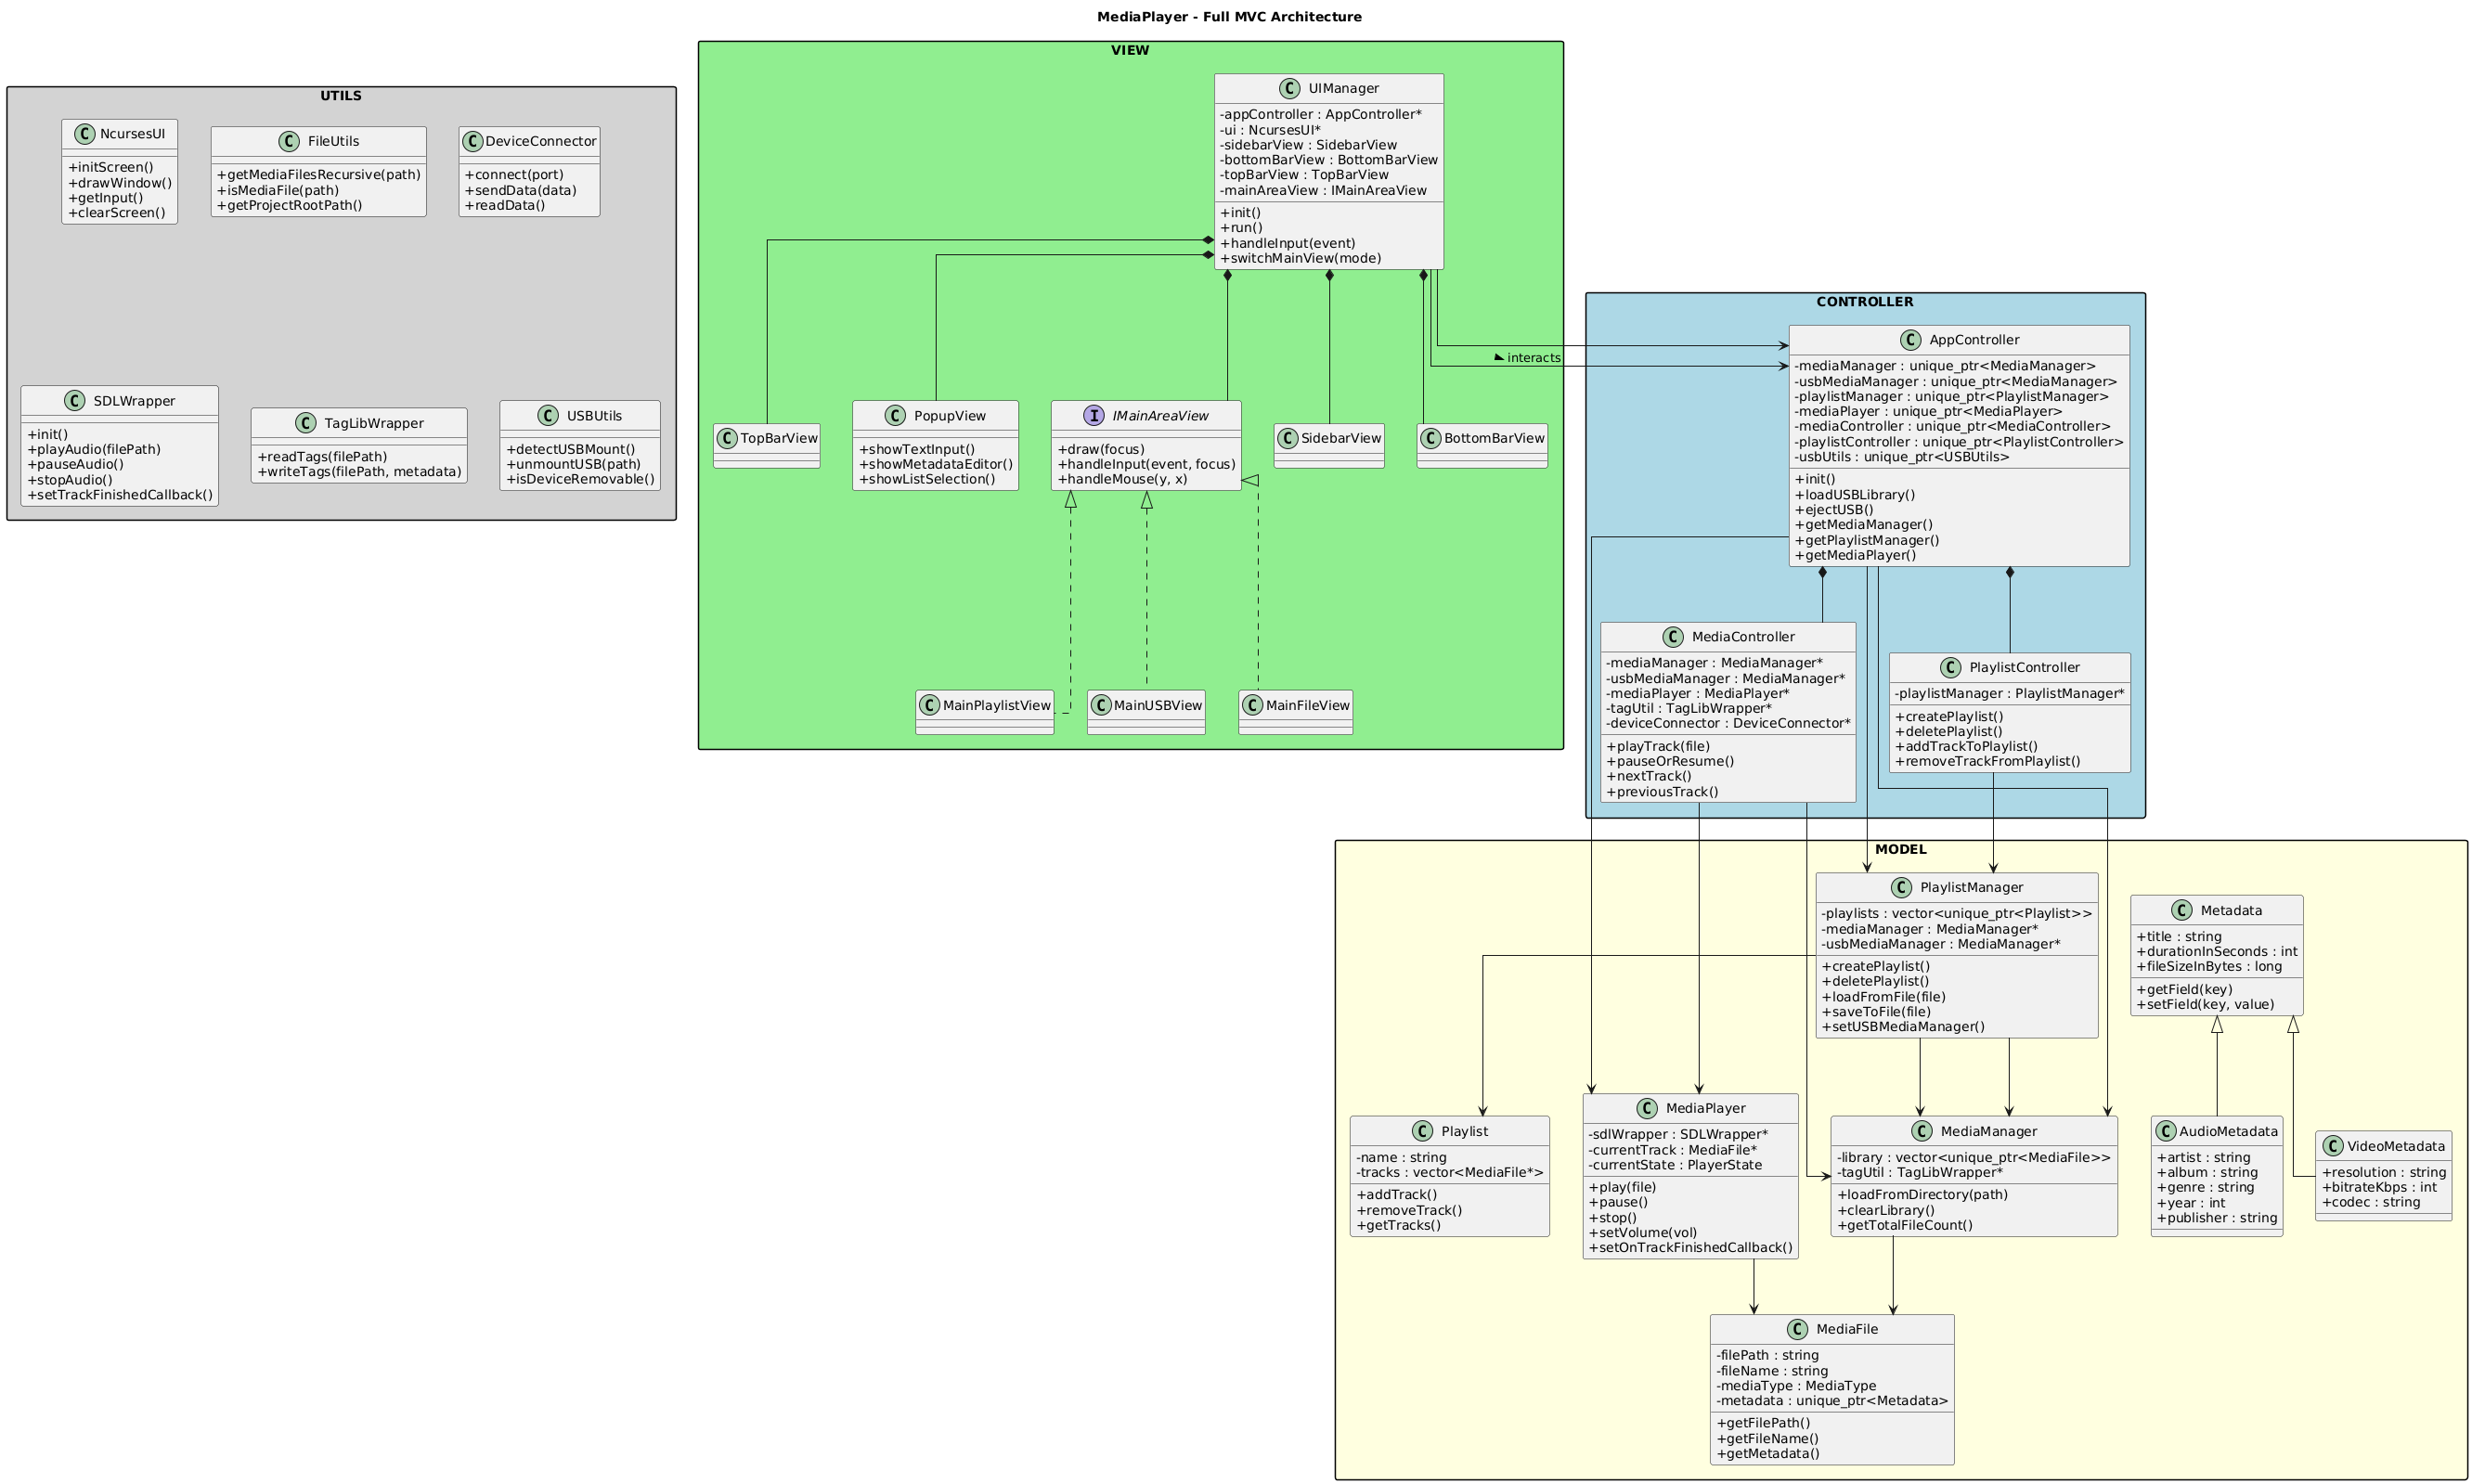 MediaPlayer - Full MVC Architecture
UTILS
NcursesUI
+initScreen()
+drawWindow()
+getInput()
+clearScreen()
FileUtils
+getMediaFilesRecursive(path)
+isMediaFile(path)
+getProjectRootPath()
DeviceConnector
+connect(port)
+sendData(data)
+readData()
SDLWrapper
+init()
+playAudio(filePath)
+pauseAudio()
+stopAudio()
+setTrackFinishedCallback()
TagLibWrapper
+readTags(filePath)
+writeTags(filePath, metadata)
USBUtils
+detectUSBMount()
+unmountUSB(path)
+isDeviceRemovable()
VIEW
UIManager
-appController : AppController*
-ui : NcursesUI*
-sidebarView : SidebarView
-bottomBarView : BottomBarView
-topBarView : TopBarView
-mainAreaView : IMainAreaView
+init()
+run()
+handleInput(event)
+switchMainView(mode)
interacts
TopBarView
PopupView
+showTextInput()
+showMetadataEditor()
+showListSelection()
IMainAreaView
+draw(focus)
+handleInput(event, focus)
+handleMouse(y, x)
SidebarView
BottomBarView
MainPlaylistView
MainUSBView
MainFileView
CONTROLLER
AppController
-mediaManager : unique_ptr<MediaManager>
-usbMediaManager : unique_ptr<MediaManager>
-playlistManager : unique_ptr<PlaylistManager>
-mediaPlayer : unique_ptr<MediaPlayer>
-mediaController : unique_ptr<MediaController>
-playlistController : unique_ptr<PlaylistController>
-usbUtils : unique_ptr<USBUtils>
+init()
+loadUSBLibrary()
+ejectUSB()
+getMediaManager()
+getPlaylistManager()
+getMediaPlayer()
MediaController
-mediaManager : MediaManager*
-usbMediaManager : MediaManager*
-mediaPlayer : MediaPlayer*
-tagUtil : TagLibWrapper*
-deviceConnector : DeviceConnector*
+playTrack(file)
+pauseOrResume()
+nextTrack()
+previousTrack()
PlaylistController
-playlistManager : PlaylistManager*
+createPlaylist()
+deletePlaylist()
+addTrackToPlaylist()
+removeTrackFromPlaylist()
MODEL
PlaylistManager
-playlists : vector<unique_ptr<Playlist>>
-mediaManager : MediaManager*
-usbMediaManager : MediaManager*
+createPlaylist()
+deletePlaylist()
+loadFromFile(file)
+saveToFile(file)
+setUSBMediaManager()
Metadata
+title : string
+durationInSeconds : int
+fileSizeInBytes : long
+getField(key)
+setField(key, value)
Playlist
-name : string
-tracks : vector<MediaFile*>
+addTrack()
+removeTrack()
+getTracks()
MediaPlayer
-sdlWrapper : SDLWrapper*
-currentTrack : MediaFile*
-currentState : PlayerState
+play(file)
+pause()
+stop()
+setVolume(vol)
+setOnTrackFinishedCallback()
MediaManager
-library : vector<unique_ptr<MediaFile>>
-tagUtil : TagLibWrapper*
+loadFromDirectory(path)
+clearLibrary()
+getTotalFileCount()
AudioMetadata
+artist : string
+album : string
+genre : string
+year : int
+publisher : string
VideoMetadata
+resolution : string
+bitrateKbps : int
+codec : string
MediaFile
-filePath : string
-fileName : string
-mediaType : MediaType
-metadata : unique_ptr<Metadata>
+getFilePath()
+getFileName()
+getMetadata()